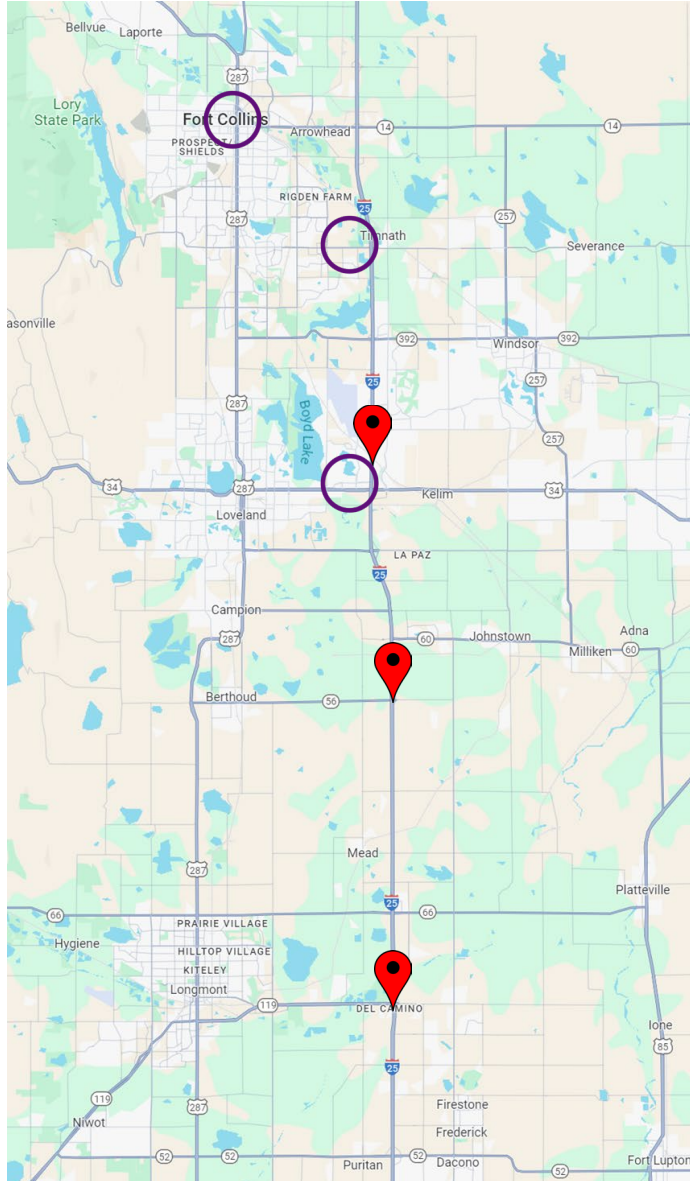 Bellvue
Laporte
287
Lory
State Park
Fort Collins
PROSPECT/
SHIELDS
Arrowhead
14
14
RIGDEN FARM
25
287
257
Timnath
Severance
asonville
392
392
Windsor
25
257
287
Boyd Lake
257
34
287
34
Kelim
Loveland
LA PAZ
25
Campion
287
60
Johnstown
Adna
Milliken
60
Berthoud
56
Mead
287
Platteville
25
66
66
PRAIRIE VILLAGE
Hygiene
HILLTOP VILLAGE
KITELEY
Longmont
119
DEL CAMINO
Ione
85
25
119
287
Firestone
Niwot
Frederick
52
52
52
Puritan
Dacono
52
Fort Lupton